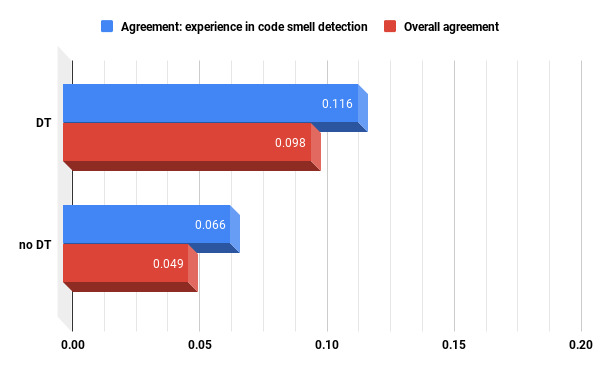 Agreement: experience in code smell detection Overall agreement
DT
0.116
0.098
no DT
0.066
0.049
0.00 0.05 0.10 0.15 0.20